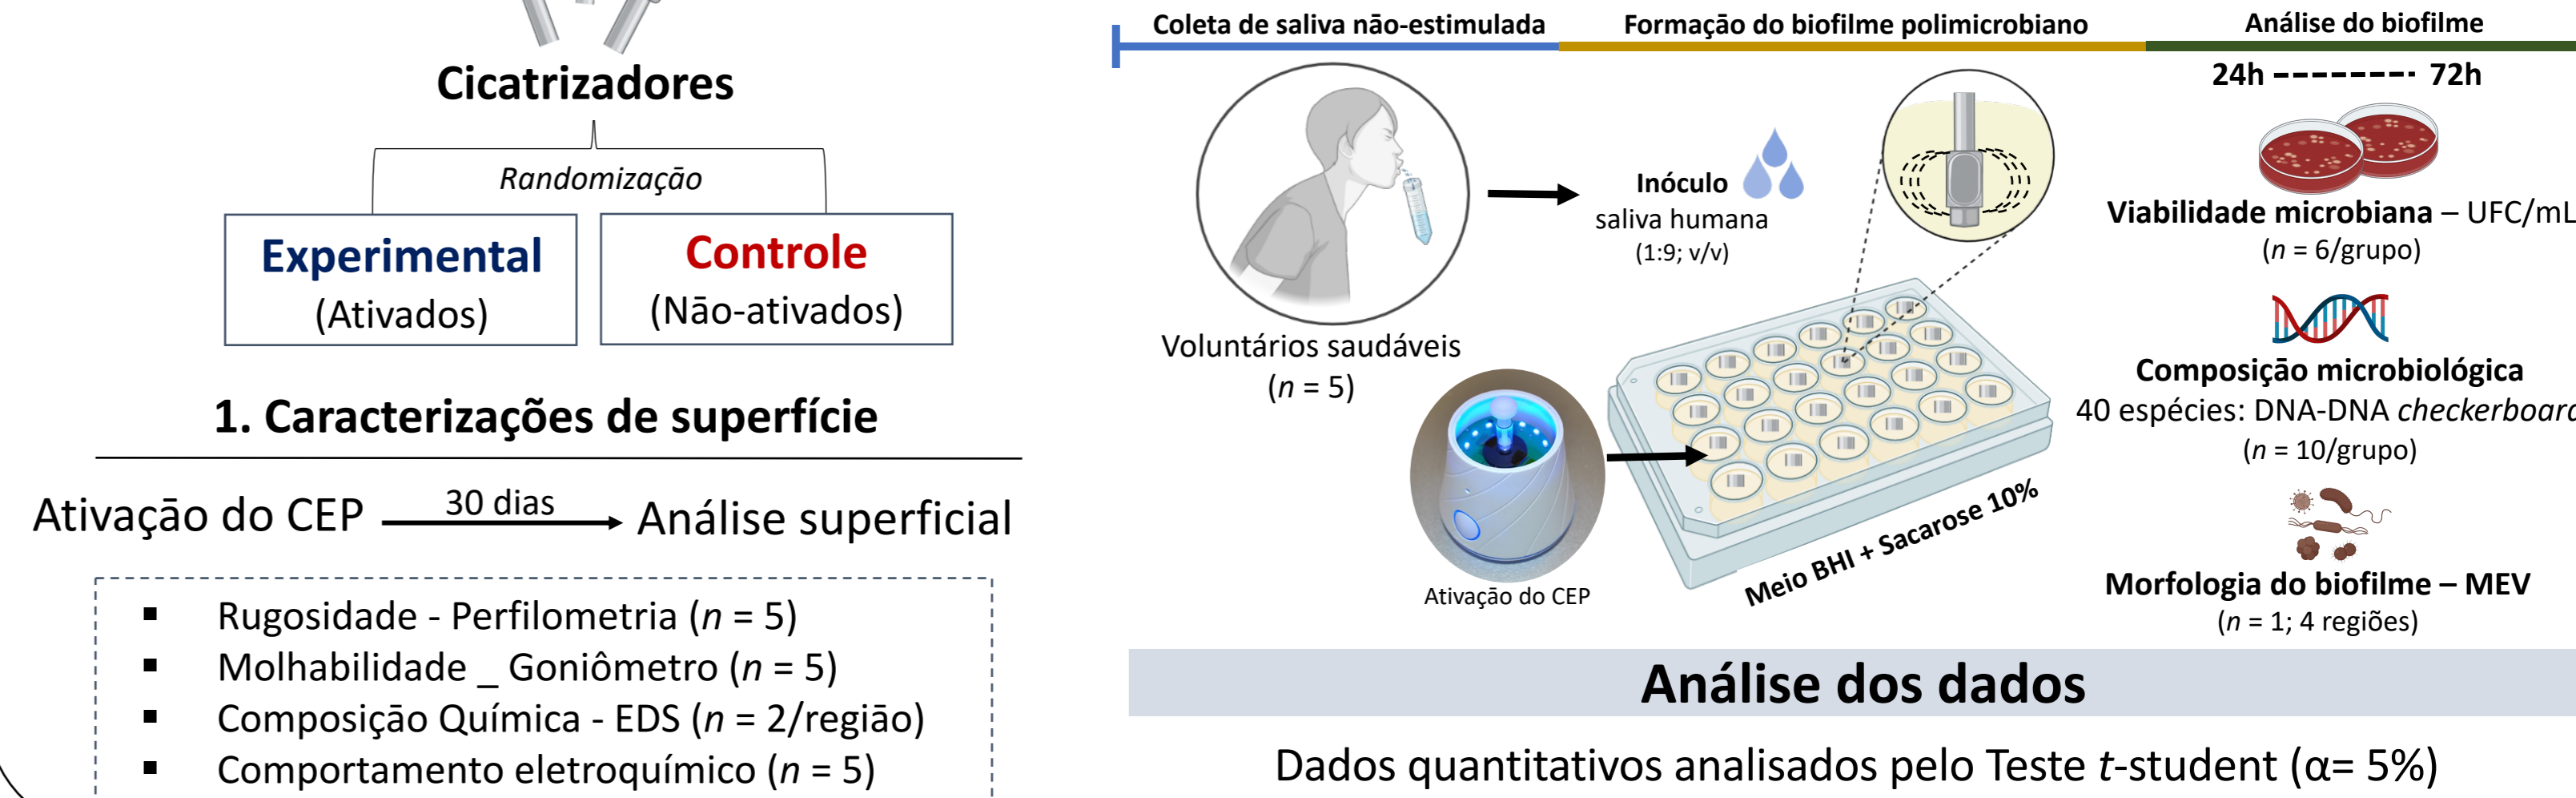 Cicatrizadores
Randomização
Experimental
(Ativados)
Controle
(Não-ativados)
1. Caracterizações de superfície
Ativação do CEP
30 dias
Análise superficial
▪ Rugosidade - Perfilometria (n = 5)
▪ Molhabilidade _ Goniômetro (n = 5)
▪ Composição Química - EDS (n = 2/região)
▪ Comportamento eletroquímico (n = 5)
Coleta de saliva não-estimulada
Voluntários saudáveis
(n = 5)
Formação do biofilme polimicrobiano
Inóculo
saliva humana
(1:9; v/v)
Ativação do CEP
Meio BHI + Sacarose 10%
Análise do biofilme
24h -------- 72h
Viabilidade microbiana – UFC/mL
(n = 6/grupo)
Composição microbiológica
40 espécies: DNA-DNA checkerboard
(n = 10/grupo)
Morfologia do biofilme – MEV
(n = 1; 4 regiões)
Análise dos dados
Dados quantitativos analisados pelo Teste t-student (α= 5%)